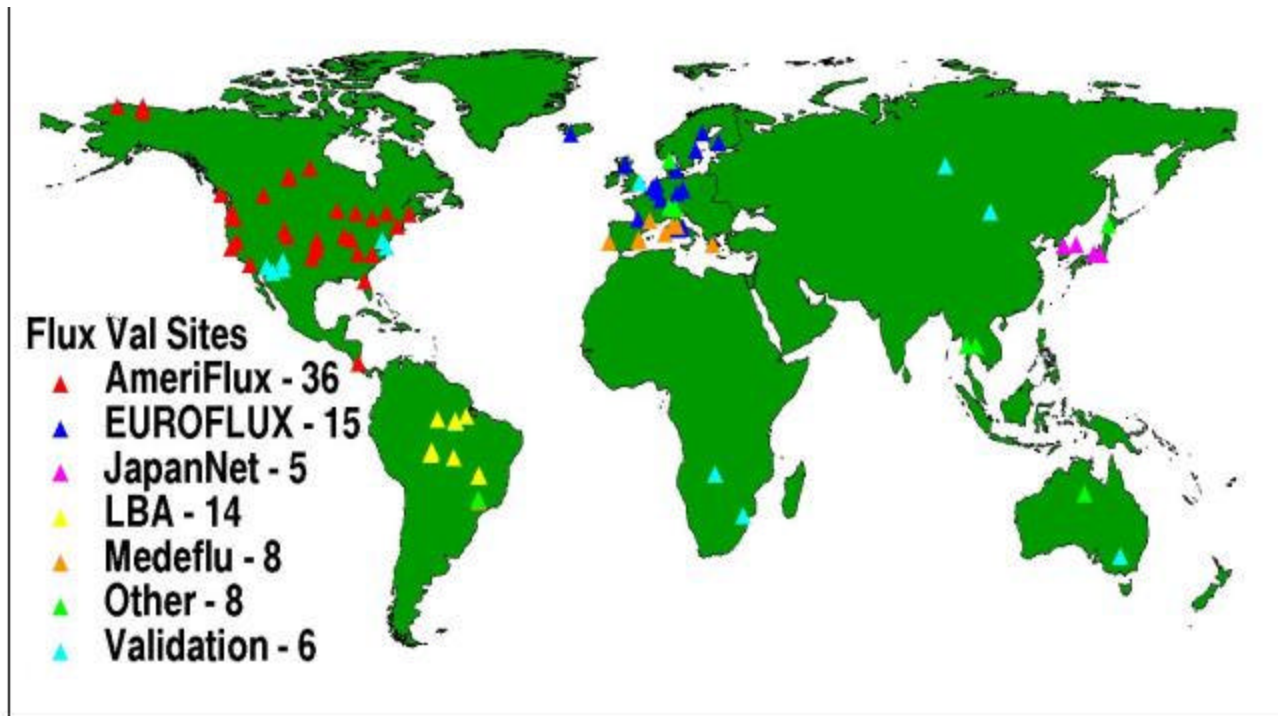 Flux Val Sites
AmeriFlux - 36
EUROFLUX - 15
JapanNet - 5
LBA - 14
Medeflu - 8
Other - 8
Validation - 6